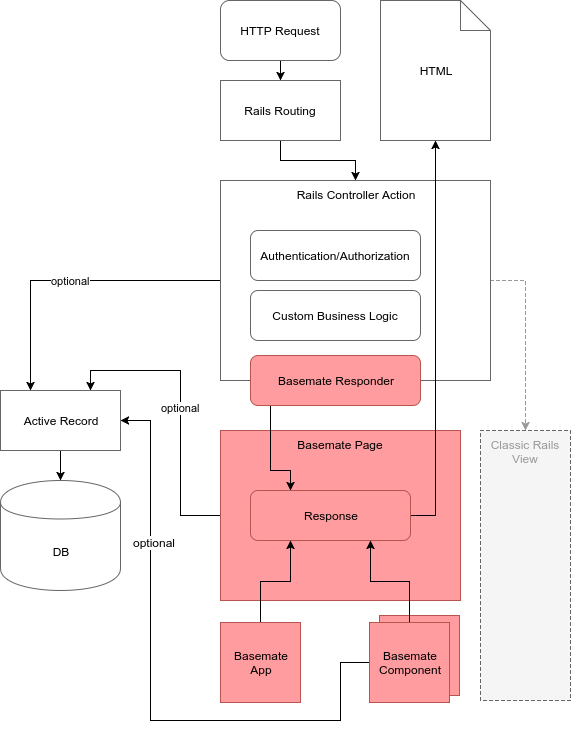 HTTP Request
HTML
Rails Routing
Rails Controller Action
Authentication/Authorization
optional
Custom Business Logic
Basemate Responder
optional
Active Record
Basemate Page
Classic Rails
View
Response
optional
DB
Basemate
App
Basemate
Component